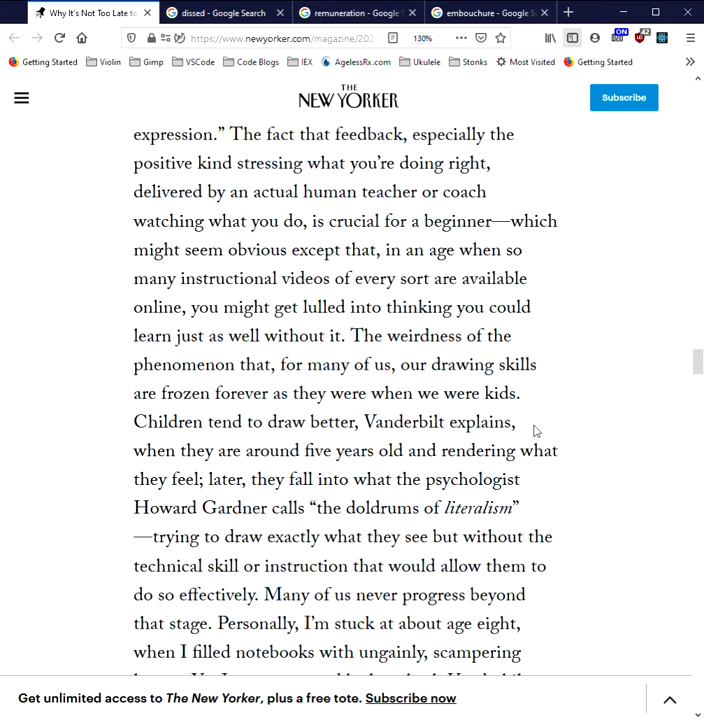 Why It's Not Too Late to
dissed - Google Search
remuneration - Google S
embouchure - Google S
https://www.newyorker.com/magazine/202
130%
ON
42
Getting Started
Violin
Gimp
VSCode
Code Blogs
IEX
AgelessRx.com
Ukulele
Stonks
Most Visited
Getting Started
THE
NEW YORKER
Subscribe
expression.” The fact that feedback, especially the
positive kind stressing what you’re doing right,
delivered by an actual human teacher or coach
watching what you do, is crucial for a beginner—which
might seem obvious except that, in an age when so
many instructional videos of every sort are available
online, you might get lulled into thinking you could
learn just as well without it. The weirdness of the
phenomenon that, for many of us, our drawing skills
are frozen forever as they were when we were kids.
Children tend to draw better, Vanderbilt explains,
when they are around five years old and rendering what
they feel; later, they fall into what the psychologist
Howard Gardner calls “the doldrums of literalism”
—trying to draw exactly what they see but without the
technical skill or instruction that would allow them to
do so effectively. Many of us never progress beyond
that stage. Personally, I’m stuck at about age eight,
when I filled notebooks with ungainly, scampering
Get unlimited access to The New Yorker, plus a free tote. Subscribe now